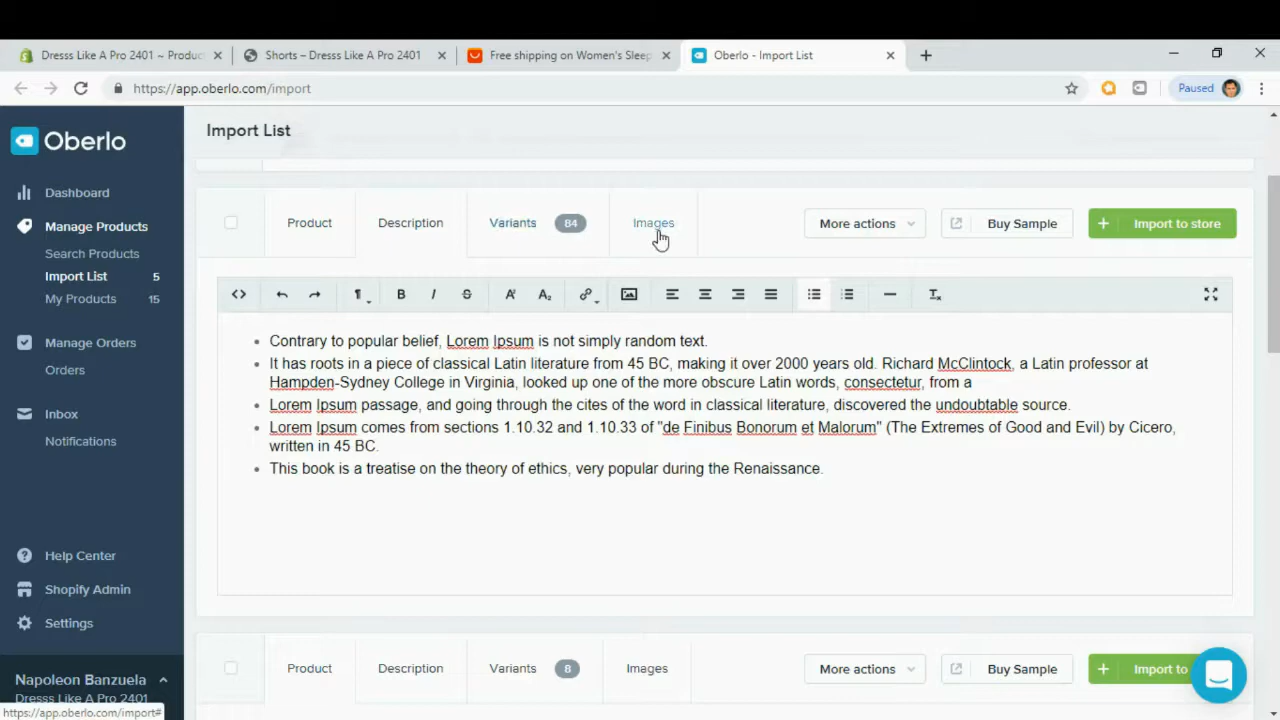 Dresss Like A Pro 2401 ~ Produc
Shorts – Dresss Like A Pro 2401
Free shipping on Women's Sleep
Oberlo - Import List
https://app.oberlo.com/import
Paused
Oberlo
Import List
Dashboard
Manage Products
Search Products
Import List 5
My Products 15
Manage Orders
Orders
Inbox
Notifications
Help Center
Shopify Admin
Settings
Napoleon Banzuela
Dresss Like A Pro 2401
https://app.oberlo.com/import#
Product Description Variants 84 Images More actions Buy Sample + Import to store
Contrary to popular belief, Lorem Ipsum is not simply random text.
It has roots in a piece of classical Latin literature from 45 BC, making it over 2000 years old. Richard McClintock, a Latin professor at
Hampden-Sydney College in Virginia, looked up one of the more obscure Latin words, consectetur, from a
Lorem Ipsum passage, and going through the cites of the word in classical literature, discovered the undoubtable source.
Lorem Ipsum comes from sections 1.10.32 and 1.10.33 of "de Finibus Bonorum et Malorum" (The Extremes of Good and Evil) by Cicero,
written in 45 BC.
This book is a treatise on the theory of ethics, very popular during the Renaissance.
Product Description Variants 8 Images More actions Buy Sample + Import to